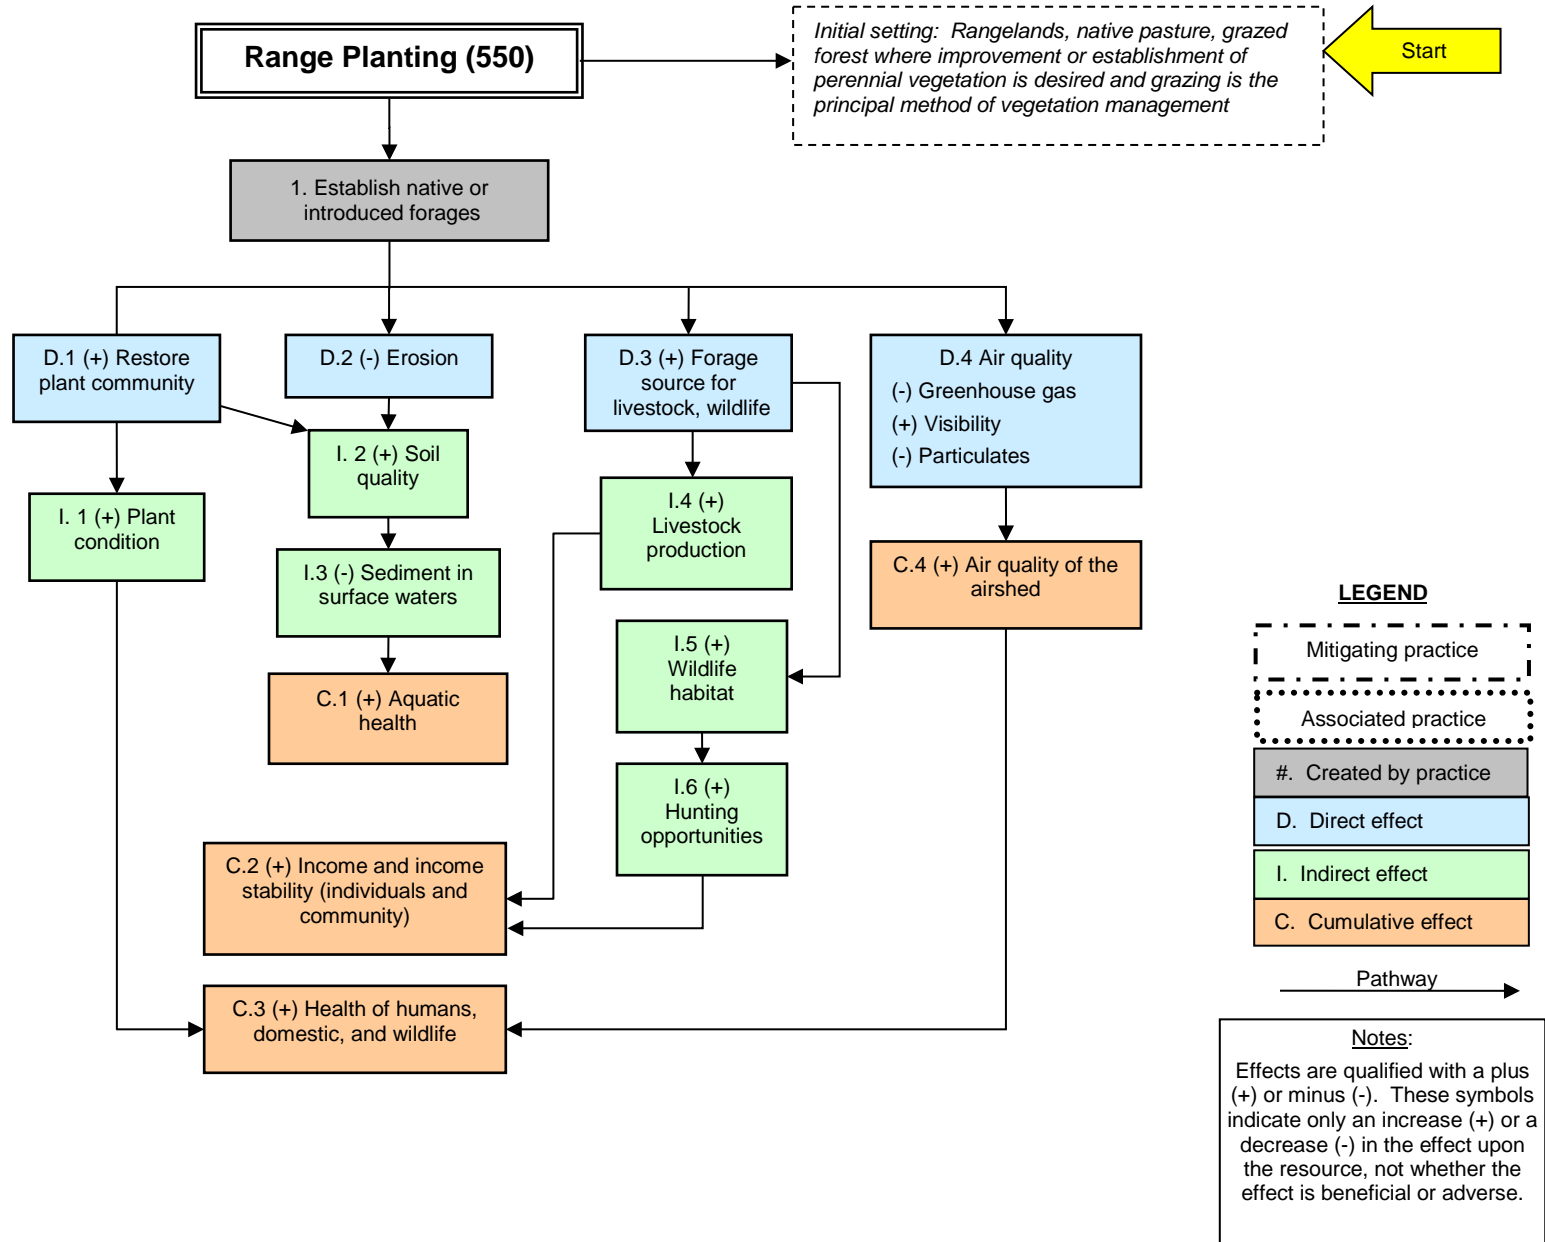 Range Planting (550)
Initial setting: Rangelands, native pasture, grazed
forest where improvement or establishment of
perennial vegetation is desired and grazing is the
principal method of vegetation management
Start
1. Establish native or
introduced forages
D.1 (+) Restore
plant community
D.2 (-) Erosion
D.3 (+) Forage
source for
livestock, wildlife
D.4 Air quality
(-) Greenhouse gas
(+) Visibility
(-) Particulates
I. 1 (+) Plant
condition
I. 2 (+) Soil
quality
I.3 (-) Sediment in
surface waters
C.1 (+) Aquatic
health
I.4 (+)
Livestock
production
I.5 (+)
Wildlife
habitat
I.6 (+)
Hunting
opportunities
C.4 (+) Air quality of the
airshed
C.2 (+) Income and income
stability (individuals and
community)
C.3 (+) Health of humans,
domestic, and wildlife
LEGEND
Mitigating practice
Associated practice
#. Created by practice
D. Direct effect
I. Indirect effect
C. Cumulative effect
Pathway
Notes:
Effects are qualified with a plus
(+) or minus (-). These symbols
indicate only an increase (+) or a
decrease (-) in the effect upon
the resource, not whether the
effect is beneficial or adverse.